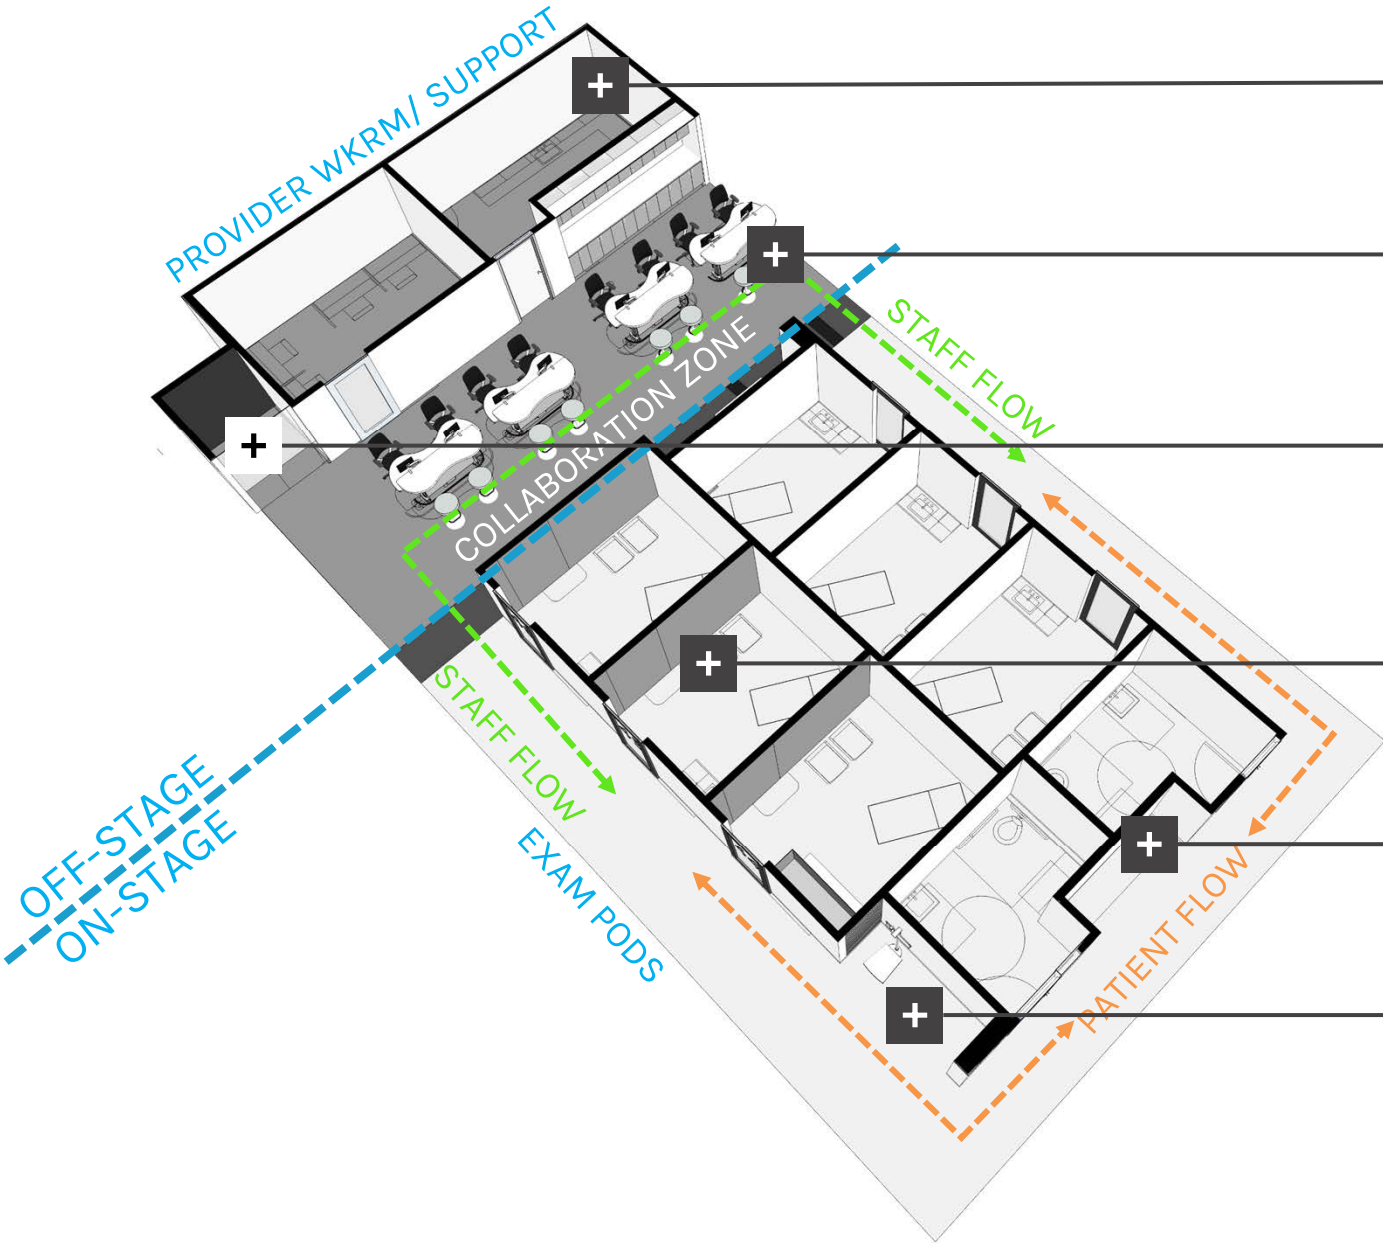 PROVIDER WKRM/ SUPPORT
+
+
STAFF FLOW
COLLABORATION ZONE
+
+
STAFF FLOW
OFF-STAGE
ON-STAGE
EXAM PODS
+
PATIENT FLOW
+